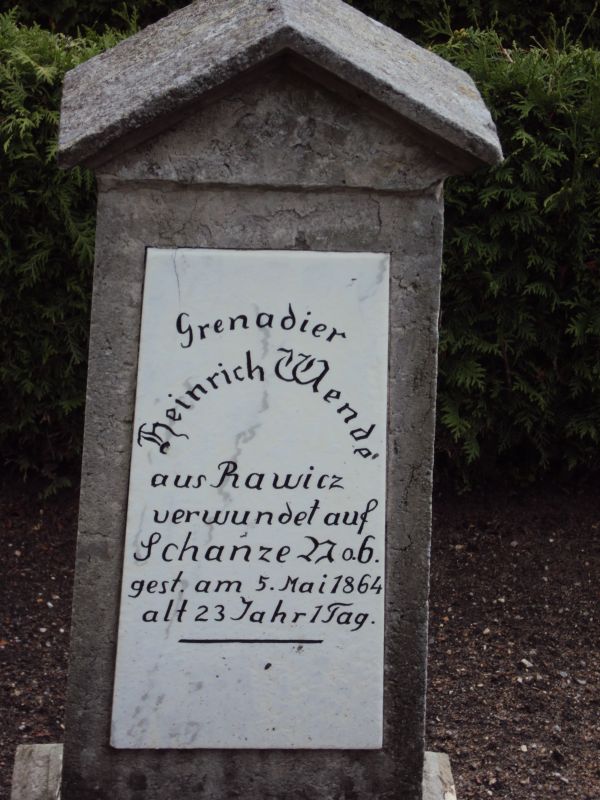 Grenadier
Heinrich Wende
aus Rawicz
verwundet auf
Schanze No 6.
gest. am 5. Mai 1864
alt 23 Jahr 1 Tag.